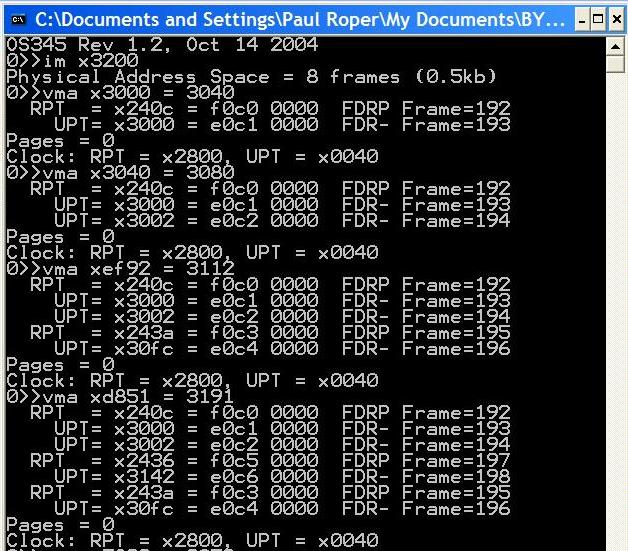 C:\Documents and Settings\Paul Roper\My Documents\BY...
OS345 Rev 1.2, Oct 14 2004
0>>im x3200
Physical Address Space = 8 frames (0.5kb)
0>>vma x3000 = 3040
RPT = x240c = f0c0 0000 FDRP Frame=192
UPT= x3000 = e0c1 0000 FDR- Frame=193
Pages = 0
Clock: RPT = x2800, UPT = x0040
0>>vma x3040 = 3080
RPT = x240c = f0c0 0000 FDRP Frame=192
UPT= x3000 = e0c1 0000 FDR- Frame=193
UPT= x3002 = e0c2 0000 FDR- Frame=194
Pages = 0
Clock: RPT = x2800, UPT = x0040
0>>vma xef92 = 3112
RPT = x240c = f0c0 0000 FDRP Frame=192
UPT= x3000 = e0c1 0000 FDR- Frame=193
UPT= x3002 = e0c2 0000 FDR- Frame=194
RPT = x243a = f0c3 0000 FDRP Frame=195
UPT= x30fc = e0c4 0000 FDR- Frame=196
Pages = 0
Clock: RPT = x2800, UPT = x0040
0>>vma xd851 = 3191
RPT = x240c = f0c0 0000 FDRP Frame=192
UPT= x3000 = e0c1 0000 FDR- Frame=193
UPT= x3002 = e0c2 0000 FDR- Frame=194
RPT = x2436 = f0c5 0000 FDRP Frame=197
UPT= x3142 = e0c6 0000 FDR- Frame=198
RPT = x243a = f0c3 0000 FDRP Frame=195
UPT= x30fc = e0c4 0000 FDR- Frame=196
Pages = 0
Clock: RPT = x2800, UPT = x0040